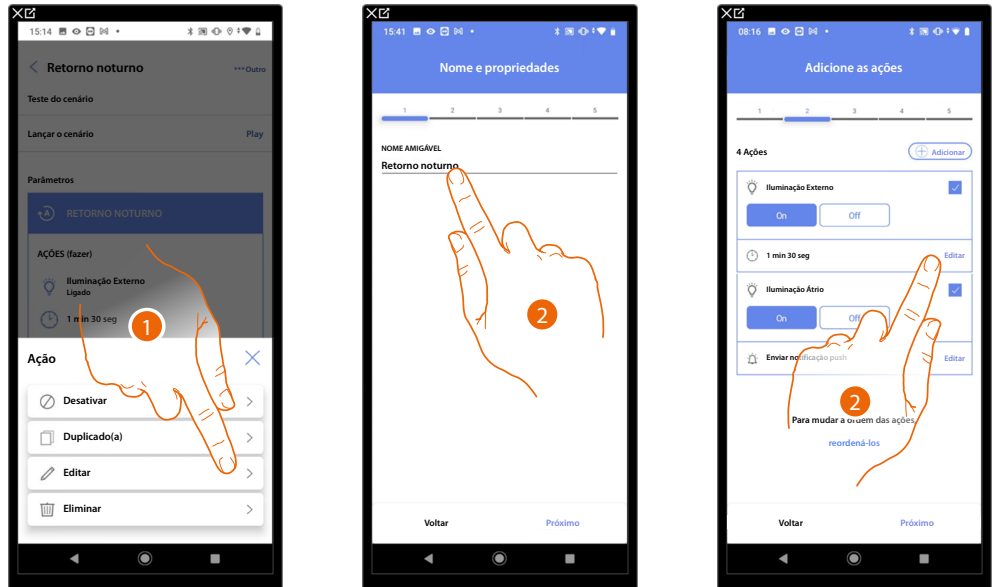 15:14
Retorno noturno
•••Outro
Teste do cenário
Lançar o cenário
Play
Parâmetros
RETORNO NOTURNO
AÇÕES (fazer)
Iluminação Externo
Ligado
1 min 30 seg
1
Ação
Desativar
Duplicado(a)
Editar
Eliminar
15:41
Nome e propriedades
1 2 3 4 5
NOME AMIGÁVEL
Retorno noturno
2
Voltar
Próximo
08:16
Adicione as ações
1 2 3 4 5
4 Ações
Adicionar
Iluminação Externo
On
Off
1 min 30 seg
Editar
Iluminação Átrio
On
Off
Enviar notificação push
Editar
2
Para mudar a ordem das ações,
reordená-los
Voltar
Próximo